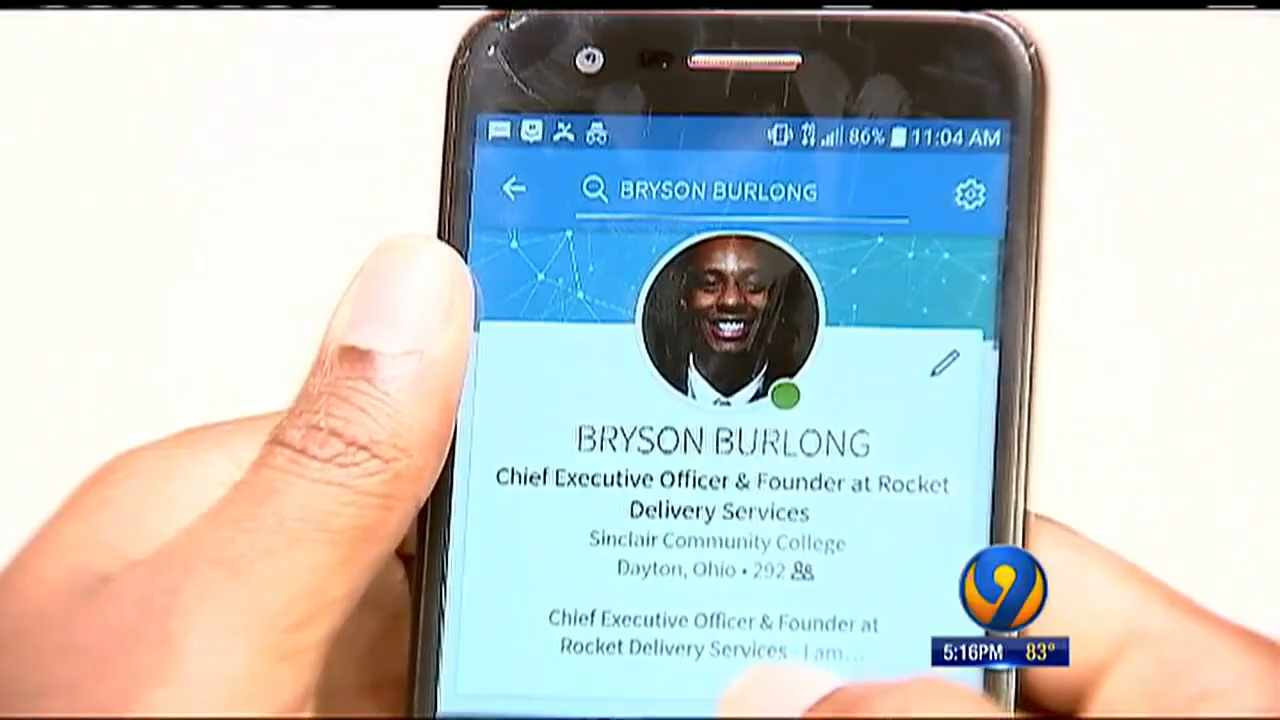 86% 11:04 AM
BRYSON BURLONG
BRYSON BURLONG
Chief Executive Officer & Founder at Rocket
Delivery Services
Sinclair Community College
Dayton, Ohio • 292
Chief Executive Officer & Founder at
Rocket Delivery Services - I am...
9
5:16PM 83°